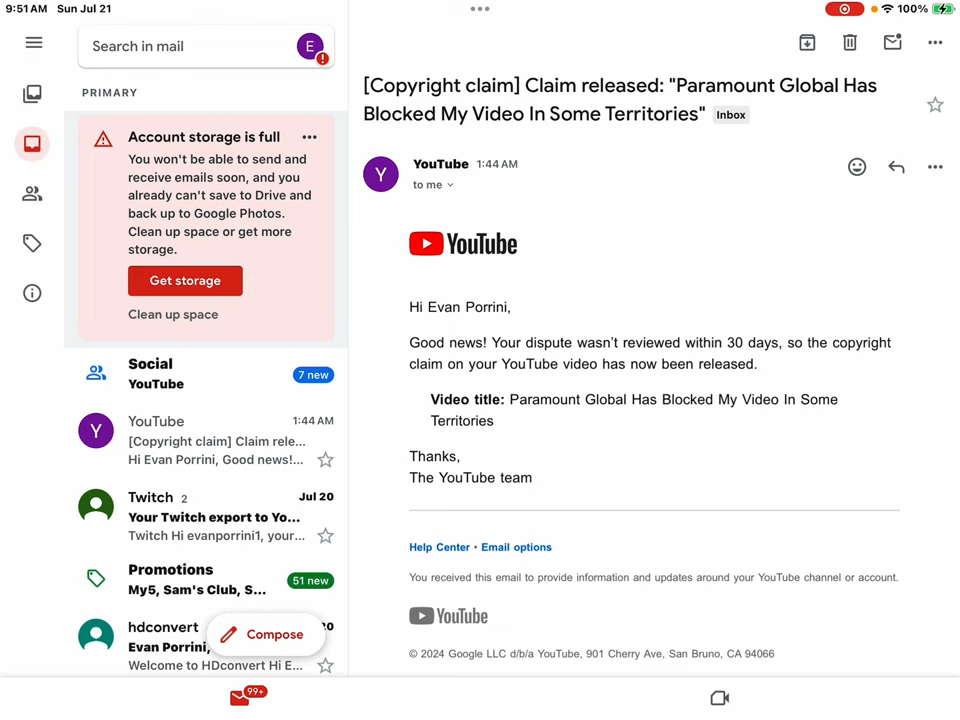 9:51 AM Sun Jul 21
100%
Search in mail
E
PRIMARY
Account storage is full
You won't be able to send and
receive emails soon, and you
already can't save to Drive and
back up to Google Photos.
Clean up space or get more
storage.
Get storage
Clean up space
Social
YouTube
7 new
Y
YouTube
1:44 AM
[Copyright claim] Claim rele...
Hi Evan Porrini, Good news!...
Twitch 2
Jul 20
Your Twitch export to Yo...
Twitch Hi evanporrini1, your...
Promotions
My5, Sam's Club, S...
51 new
hdconvert
Evan Porrini,
Welcome to HDconvert Hi E...
Compose
99+
[Copyright claim] Claim released: "Paramount Global Has
Blocked My Video In Some Territories" Inbox
Y
YouTube 1:44 AM
to me
YouTube
Hi Evan Porrini,
Good news! Your dispute wasn't reviewed within 30 days, so the copyright
claim on your YouTube video has now been released.
Video title: Paramount Global Has Blocked My Video In Some
Territories
Thanks,
The YouTube team
Help Center • Email options
You received this email to provide information and updates around your YouTube channel or account.
YouTube
© 2024 Google LLC d/b/a YouTube, 901 Cherry Ave, San Bruno, CA 94066